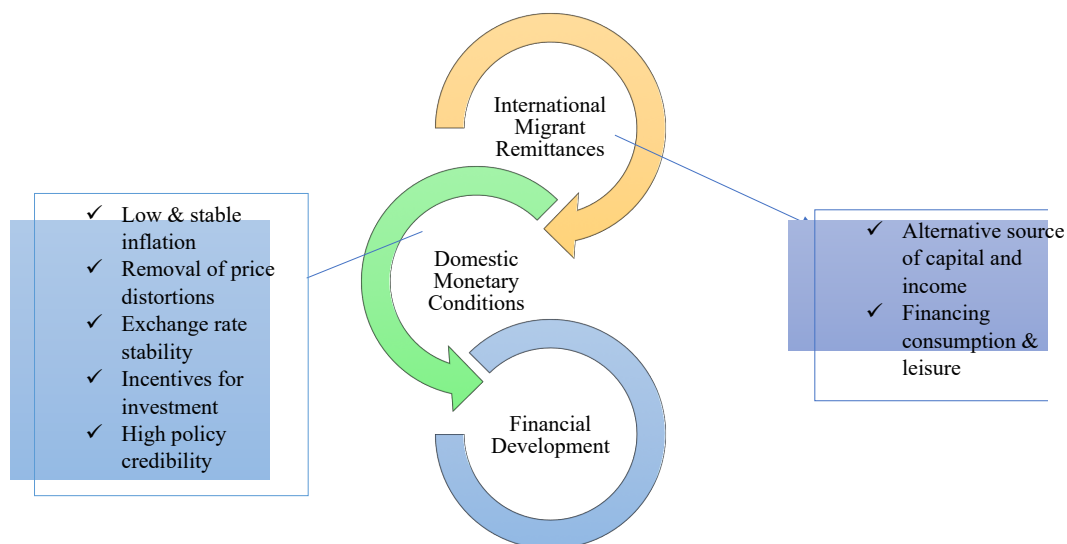 International
Migrant
Remittances
✓ Low & stable
inflation
✓ Removal of price
distortions
✓ Exchange rate
stability
✓ Incentives for
investment
✓ High policy
credibility
Domestic
Monetary
Conditions
✓ Alternative source
of capital and
income
✓ Financing
consumption &
leisure
Financial
Development